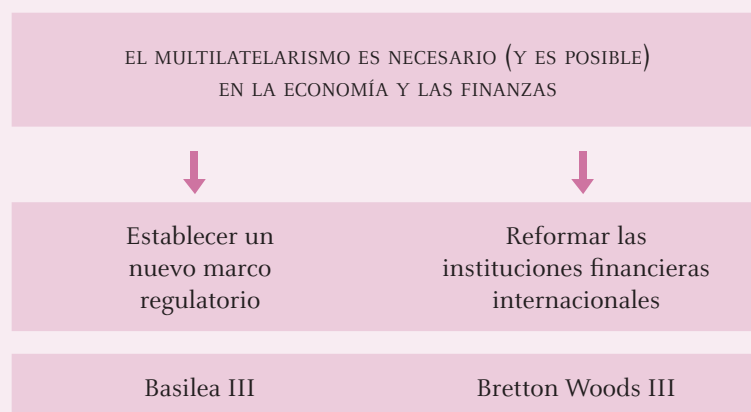 EL MULTILATELARISMO ES NECESARIO (Y ES POSIBLE)
EN LA ECONOMÍA Y LAS FINANZAS
Establecer un
nuevo marco
regulatorio
Reformar las
instituciones financieras
internacionales
Basilea III
Bretton Woods III